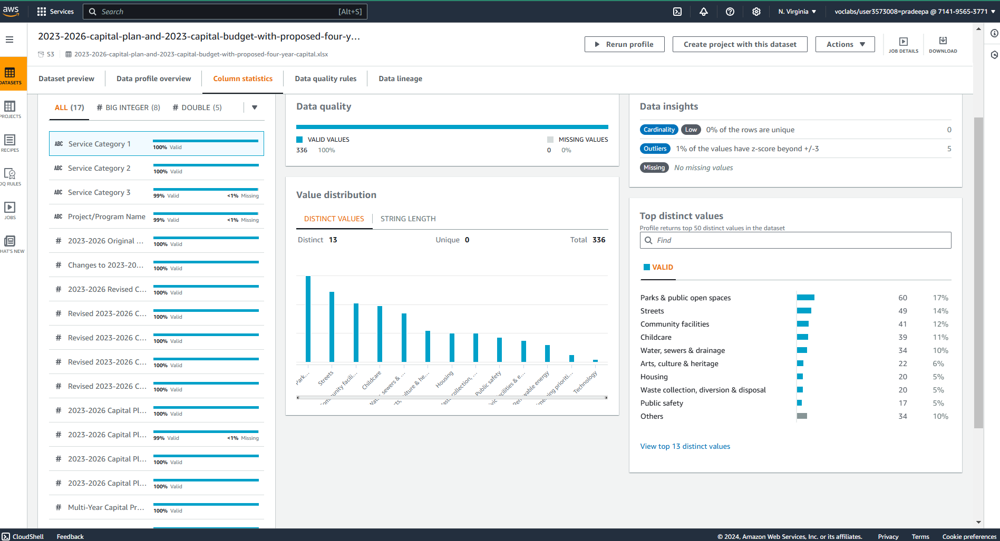 aws
Services
Search
[Alt+S]
N. Virginia
voclabs/user3573008=pradeepa @ 7141-9565-3771
2023-2026-capital-plan-and-2023-capital-budget-with-proposed-four-y...
S3
2023-2026-capital-plan-and-2023-capital-budget-with-proposed-four-year-capital.xlsx
Rerun profile
Create project with this dataset
Actions
JOB DETAILS
DOWNLOAD
DATASETS
PROJECTS
RECIPES
DQ RULES
JOBS
HAT'S NEW
Dataset preview
Data profile overview
Column statistics
Data quality rules
Data lineage
ALL (17)
# BIG INTEGER (8)
# DOUBLE (5)
ABC Service Category 1
100% Valid
ABC Service Category 2
100% Valid
ABC Service Category 3
99% Valid <1% Missing
ABC Project/Program Name
99% Valid <1% Missing
# 2023-2026 Original ...
100% Valid
# Changes to 2023-20...
100% Valid
# 2023-2026 Revised C...
100% Valid
# Revised 2023-2026 C...
100% Valid
# Revised 2023-2026 C...
100% Valid
# Revised 2023-2026 C...
100% Valid
# Revised 2023-2026 C...
100% Valid
# 2023-2026 Capital Pl...
100% Valid
# 2023-2026 Capital Pl...
99% Valid <1% Missing
# 2023-2026 Capital Pl...
100% Valid
# 2023-2026 Capital Pl...
100% Valid
# Multi-Year Capital Pr...
100% Valid
Data quality
VALID VALUES
336 100%
MISSING VALUES
0 0%
Value distribution
DISTINCT VALUES
STRING LENGTH
Distinct 13
Unique 0
Total 336
Park...
Streets
ommunity facili...
Childcare
Wat sewers & ...
rts, ulture & he...
Housing
Vast ollection, ...
Public safety
ivic cilities & e...
Ren wable energy
me ng prioriti...
Technology
Data insights
Cardinality Low 0% of the rows are unique 0
Outliers 1% of the values have z-score beyond +/-3 5
Missing No missing values
Top distinct values
Profile returns top 50 distinct values in the dataset
Find
VALID
Parks & public open spaces 60 17%
Streets 49 14%
Community facilities 41 12%
Childcare 39 11%
Water, sewers & drainage 34 10%
Arts, culture & heritage 22 6%
Housing 20 5%
Waste collection, diversion & disposal 20 5%
Public safety 17 5%
Others 34 10%
View top 13 distinct values
CloudShell
Feedback
© 2024, Amazon Web Services, Inc. or its affiliates.
Privacy
Terms
Cookie preferences